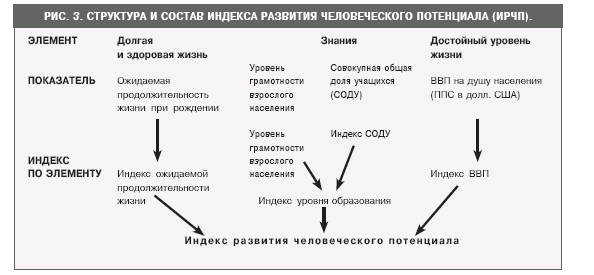 РИС. 3. СТРУКТУРА И СОСТАВ ИНДЕКСА РАЗВИТИЯ ЧЕЛОВЕЧЕСКОГО ПОТЕНЦИАЛА (ИРЧП).
ЭЛЕМЕНТ
Долгая
и здоровая жизнь
Знания
Достойный уровень
жизни
ПОКАЗАТЕЛЬ
Ожидаемая
продолжительность
жизни при рождении
Уровень
грамотности
взрослого
населения
Совокупная общая
доля учащихся
(СОДУ)
ВВП на душу населения
(ППС в долл. США)
Уровень
грамотности
взрослого
населения
Индекс СОДУ
ИНДЕКС
ПО ЭЛЕМЕНТУ
Индекс ожидаемой
продолжительности
жизни
Индекс уровня образования
Индекс ВВП
Индекс развития человеческого потенциала